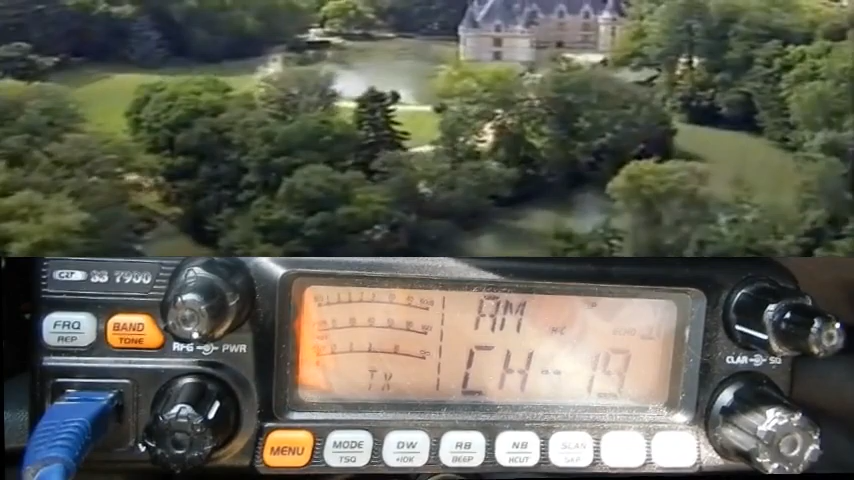 CRT SS 7900
FRQ
REP
BAND
TONE
RFG PWR
AM
TX
CH-19
CLAR SQ
MENU
MODE
TSQ
DW
+10K
RB
BEEP
NB
HCUT
SCAN
SKP